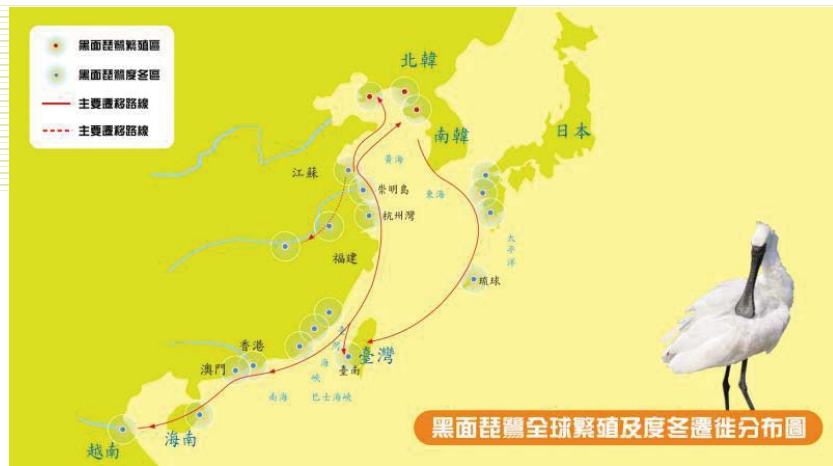 黑面琵鷺繁殖區
黑面琵鷺度冬區
主要遷移路線
主要遷移路線
北韓
南韓
日本
黃海
江蘇
崇明島
東海
杭州灣
太平洋
福建
琉球
臺灣海峽
香港
臺灣
澳門
臺南
南海
巴士海峽
海南
越南
黑面琵鷺全球繁殖及度冬遷徙分布圖